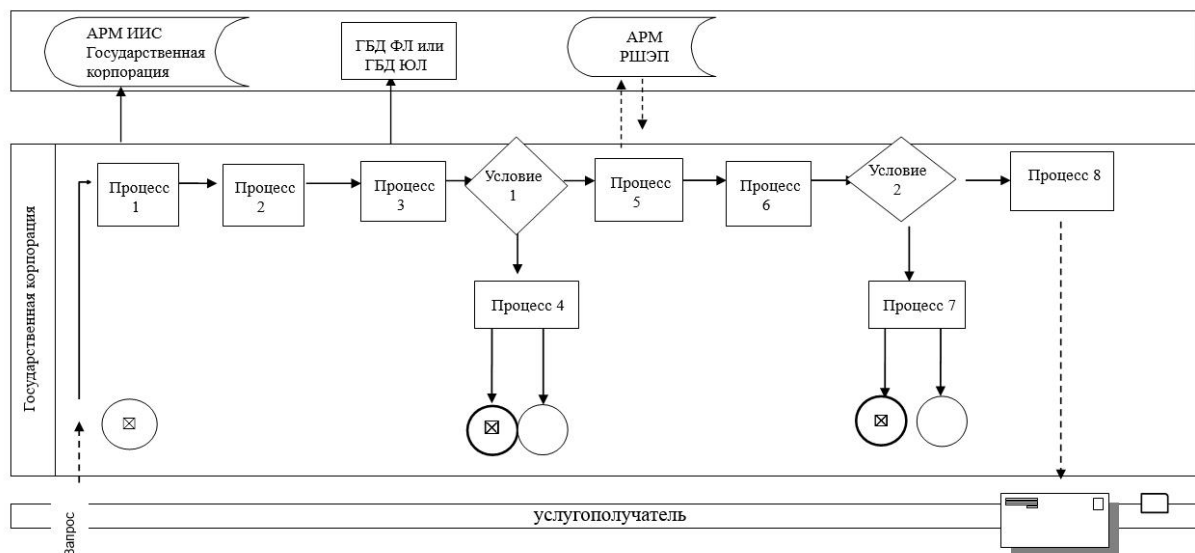 АРМ ИИС
Государственная
корпорация
ГБД ФЛ или
ГБД ЮЛ
АРМ
РШЭП
Государственная корпорация
Процесс
1
Процесс
2
Процесс
3
Условие
1
Процесс
5
Процесс
6
Условие
2
Процесс 8
Процесс 4
Процесс 7
Запрос
услугополучатель